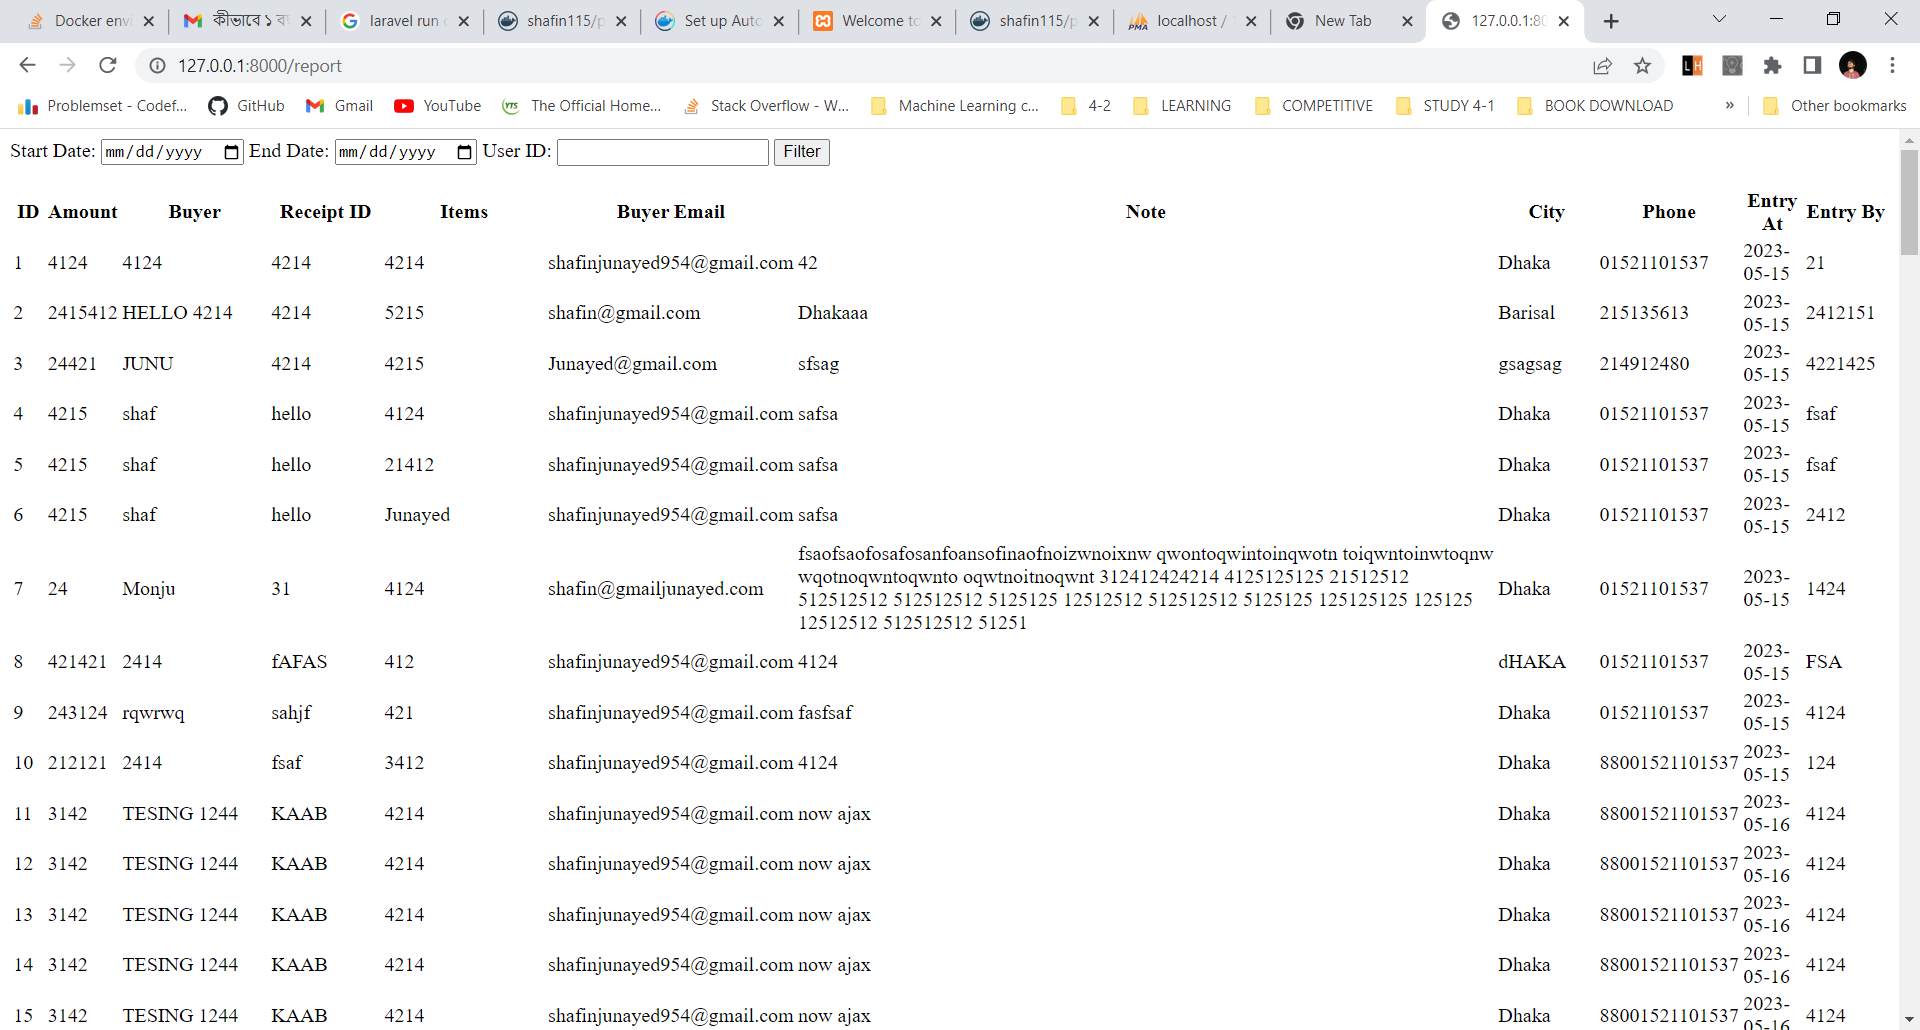 Docker envi
কীভাবে ১ বছ
laravel run
shafin115/p
Set up Auto
Welcome to
shafin115/p
localhost /
New Tab
127.0.0.1:80
127.0.0.1:8000/report
Problemset - Codef...
GitHub
Gmail
YouTube
The Official Home...
Stack Overflow - W...
Machine Learning c...
4-2
LEARNING
COMPETITIVE
STUDY 4-1
BOOK DOWNLOAD
»
Other bookmarks
Start Date: mm/dd/yyyy End Date: mm/dd/yyyy User ID: Filter
ID Amount Buyer Receipt ID Items Buyer Email Note City Phone Entry At Entry By
1 4124 4124 4214 4214 shafinjunayed954@gmail.com 42 Dhaka 01521101537 2023-05-15 21
2 2415412 HELLO 4214 4214 5215 shafin@gmail.com Dhakaaa Barisal 215135613 2023-05-15 2412151
3 24421 JUNU 4214 4215 Junayed@gmail.com sfsag gsagsag 214912480 2023-05-15 4221425
4 4215 shaf hello 4124 shafinjunayed954@gmail.com safsa Dhaka 01521101537 2023-05-15 fsaf
5 4215 shaf hello 21412 shafinjunayed954@gmail.com safsa Dhaka 01521101537 2023-05-15 fsaf
6 4215 shaf hello Junayed shafinjunayed954@gmail.com safsa Dhaka 01521101537 2023-05-15 2412
7 24 Monju 31 4124 shafin@gmailjunayed.com fsaofsaofosafosanfoansofinaofnoizwnoixnw qwontoqwintoinqwotn toiqwntoinwtoqnw
wqotnoqwntoqwnto oqwtnoitnoqwnt 312412424214 4125125125 21512512
512512512 512512512 5125125 12512512 512512512 5125125 125125125 125125
12512512 512512512 51251 Dhaka 01521101537 2023-05-15 1424
8 421421 2414 fAFAS 412 shafinjunayed954@gmail.com 4124 dHAKA 01521101537 2023-05-15 FSA
9 243124 rqwrwq sahjf 421 shafinjunayed954@gmail.com fasfsaf Dhaka 01521101537 2023-05-15 4124
10 212121 2414 fsaf 3412 shafinjunayed954@gmail.com 4124 Dhaka 88001521101537 2023-05-15 124
11 3142 TESING 1244 KAAB 4214 shafinjunayed954@gmail.com now ajax Dhaka 88001521101537 2023-05-16 4124
12 3142 TESING 1244 KAAB 4214 shafinjunayed954@gmail.com now ajax Dhaka 88001521101537 2023-05-16 4124
13 3142 TESING 1244 KAAB 4214 shafinjunayed954@gmail.com now ajax Dhaka 88001521101537 2023-05-16 4124
14 3142 TESING 1244 KAAB 4214 shafinjunayed954@gmail.com now ajax Dhaka 88001521101537 2023-05-16 4124
15 3142 TESING 1244 KAAB 4214 shafinjunayed954@gmail.com now ajax Dhaka 88001521101537 2023- 4124